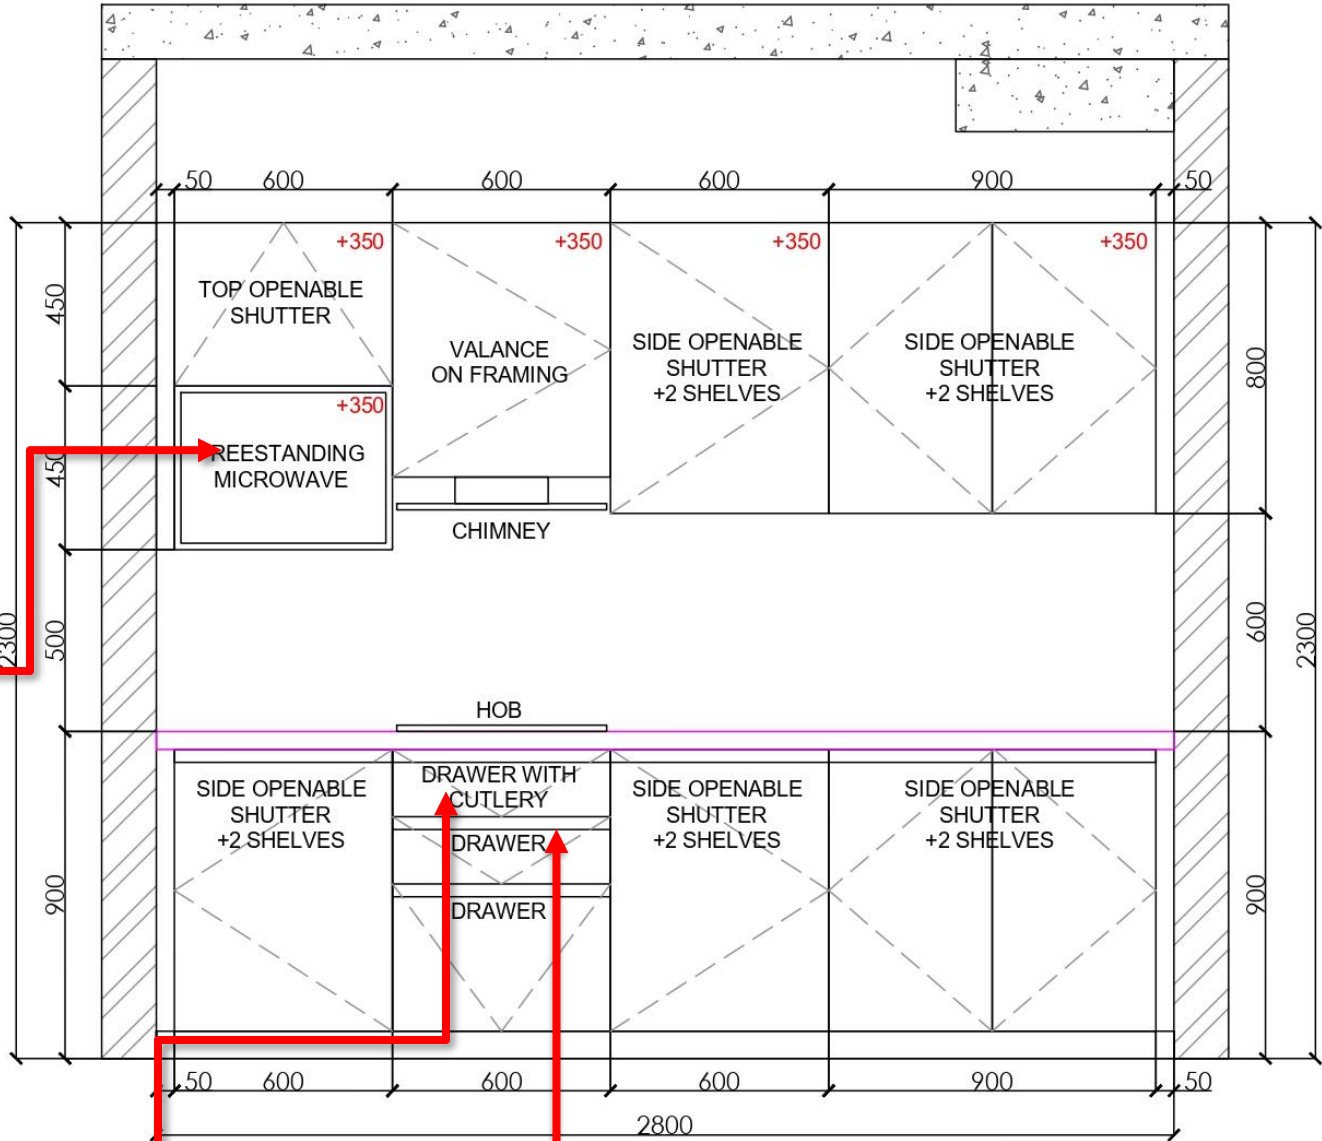 50 600 600 600 900 50
+350 +350 +350 +350
TOP OPENABLE
SHUTTER
VALANCE
ON FRAMING
SIDE OPENABLE
SHUTTER
+2 SHELVES
SIDE OPENABLE
SHUTTER
+2 SHELVES
450
800
+350
REESTANDING
MICROWAVE
450
CHIMNEY
2300
500
600
2300
HOB
SIDE OPENABLE
SHUTTER
+2 SHELVES
DRAWER WITH
CUTLERY
DRAWER
DRAWER
SIDE OPENABLE
SHUTTER
+2 SHELVES
SIDE OPENABLE
SHUTTER
+2 SHELVES
900
900
50 600 600 600 900 50
2800